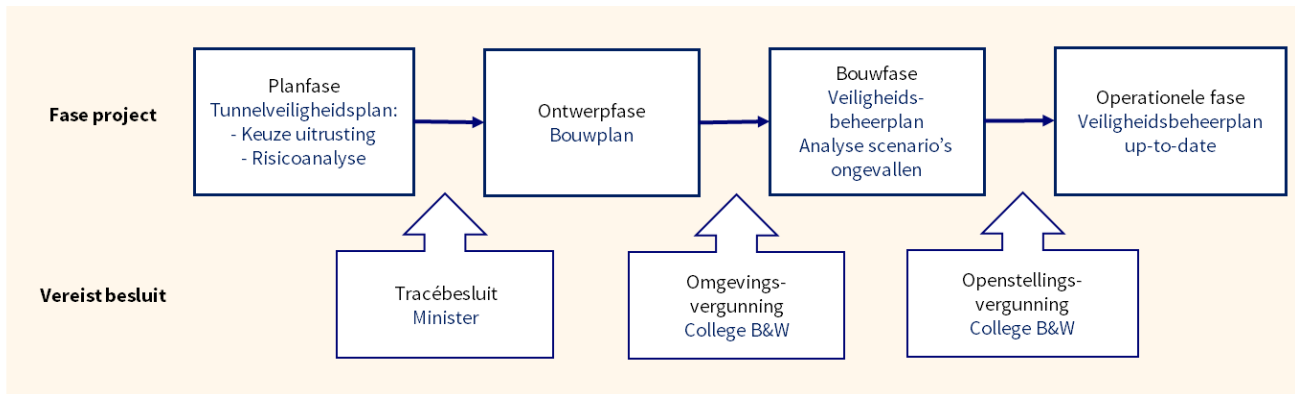 Fase project
Planfase
Tunnelveiligheidsplan:
- Keuze uitrusting
- Risicoanalyse
Ontwerpfase
Bouwplan
Bouwfase
Veiligheids-
beheerplan
Analyse scenario's
ongevallen
Operationele fase
Veiligheidsbeheerplan
up-to-date
Vereist besluit
Tracébesluit
Minister
Omgevings-
vergunning
College B&W
Openstellings-
vergunning
College B&W